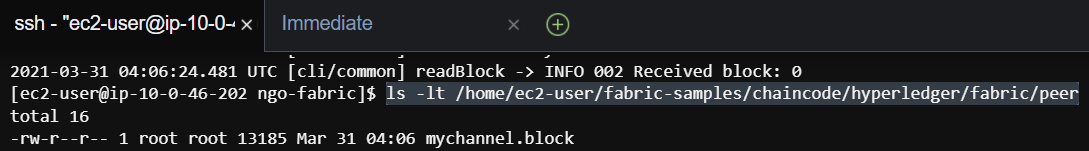 ssh - "ec2-user@ip-10-0-4 × Immediate ×
2021-03-31 04:06:24.481 UTC [cli/common] readBlock -> INFO 002 Received block: 0
[ec2-user@ip-10-0-46-202 ngo-fabric]$ ls -lt /home/ec2-user/fabric-samples/chaincode/hyperledger/fabric/peer
total 16
-rw-r--r-- 1 root root 13185 Mar 31 04:06 mychannel.block